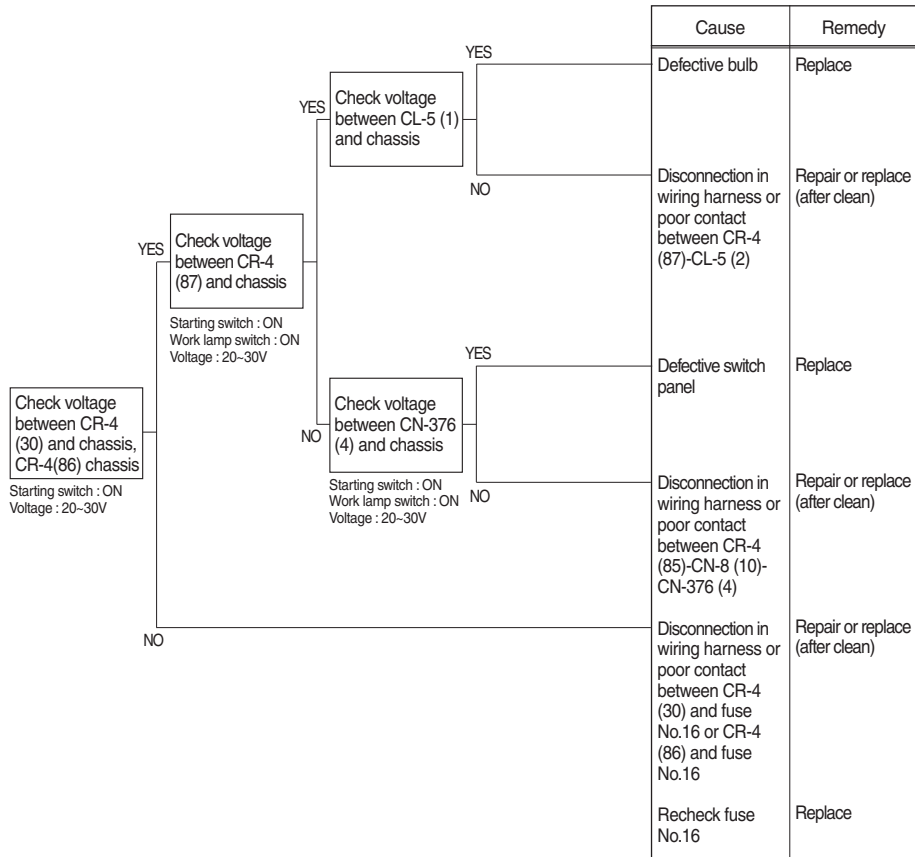 Cause
Remedy
YES
Defective bulb
Replace
YES
Check voltage
between CL-5 (1)
and chassis
NO
Disconnection in
wiring harness or
poor contact
between CR-4
(87)-CL-5 (2)
Repair or replace
(after clean)
YES
Check voltage
between CR-4
(87) and chassis
Starting switch : ON
Work lamp switch : ON
Voltage : 20~30V
YES
Defective switch
panel
Replace
NO
Check voltage
between CN-376
(4) and chassis
Starting switch : ON
Work lamp switch : ON
Voltage : 20~30V
NO
Disconnection in
wiring harness or
poor contact
between CR-4
(85)-CN-8 (10)-
CN-376 (4)
Repair or replace
(after clean)
Check voltage
between CR-4
(30) and chassis,
CR-4(86) chassis
Starting switch : ON
Voltage : 20~30V
NO
Disconnection in
wiring harness or
poor contact
between CR-4
(30) and fuse
No.16 or CR-4
(86) and fuse
No.16
Repair or replace
(after clean)
Recheck fuse
No.16
Replace